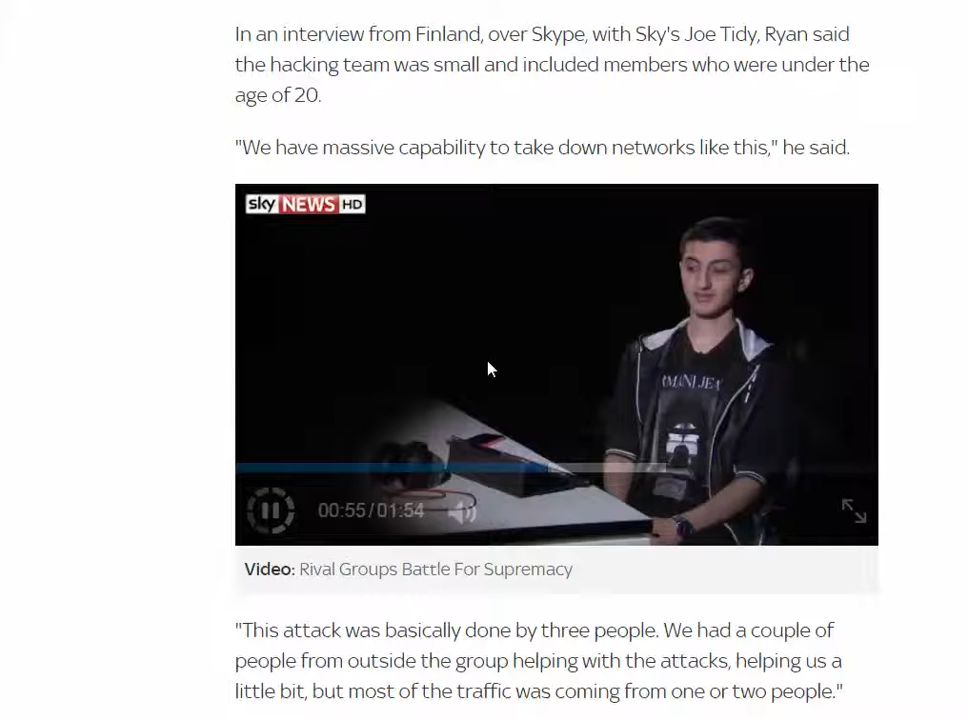 In an interview from Finland, over Skype, with Sky's Joe Tidy, Ryan said
the hacking team was small and included members who were under the
age of 20.
"We have massive capability to take down networks like this," he said.
sky NEWS HD
00:55/01:54
Video: Rival Groups Battle For Supremacy
"This attack was basically done by three people. We had a couple of
people from outside the group helping with the attacks, helping us a
little bit, but most of the traffic was coming from one or two people."